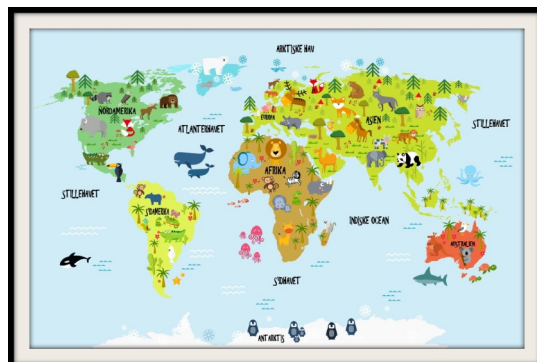 ARKTISKE HAV
NORDAMERIKA
EUROPA
ASIEN
ATLANTERHAVET
STILLEHAVET
AFRIKA
STILLEHAVET
SYDAMERIKA
INDISKE OCEAN
AUSTRALIEN
SYDHAVET
ANTARKTIS